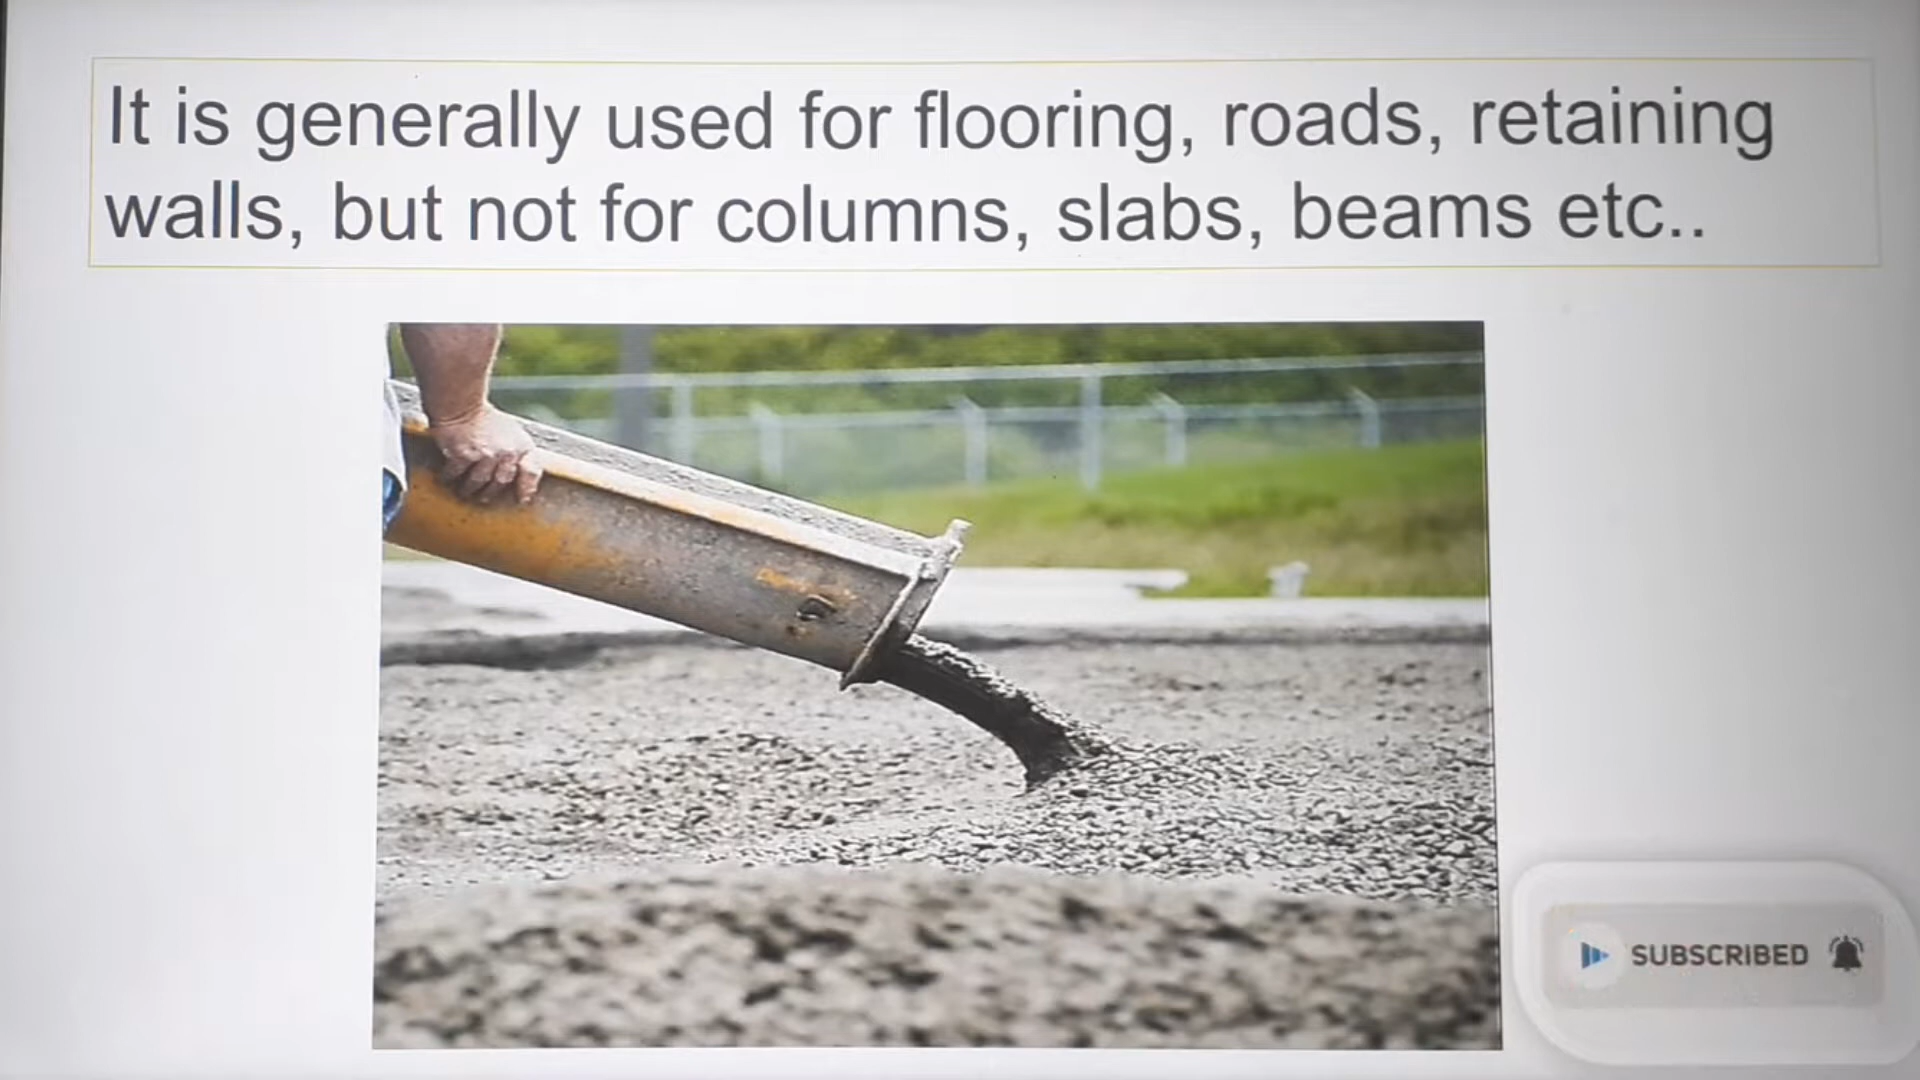 It is generally used for flooring, roads, retaining
walls, but not for columns, slabs, beams etc..
SUBSCRIBED